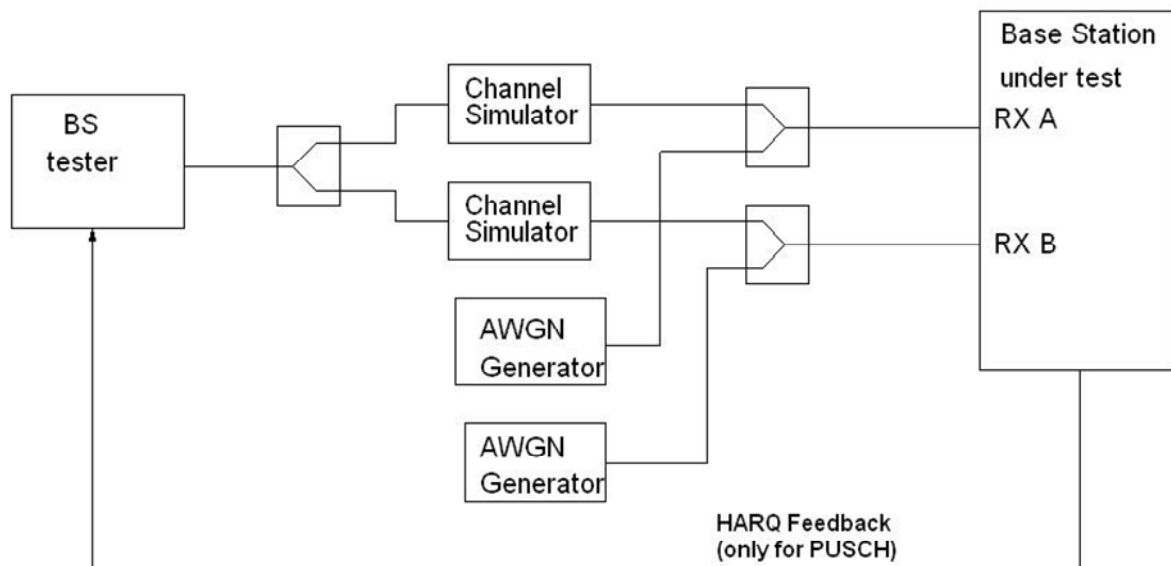 BS
tester
Channel
Simulator
Channel
Simulator
AWGN
Generator
AWGN
Generator
Base Station
under test
RX A
RX B
HARQ Feedback
(only for PUSCH)